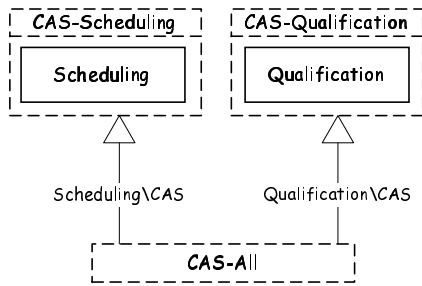 CAS-Scheduling
CAS-Qualification
Scheduling
Qualification
Scheduling\CAS
Qualification\CAS
CAS-All